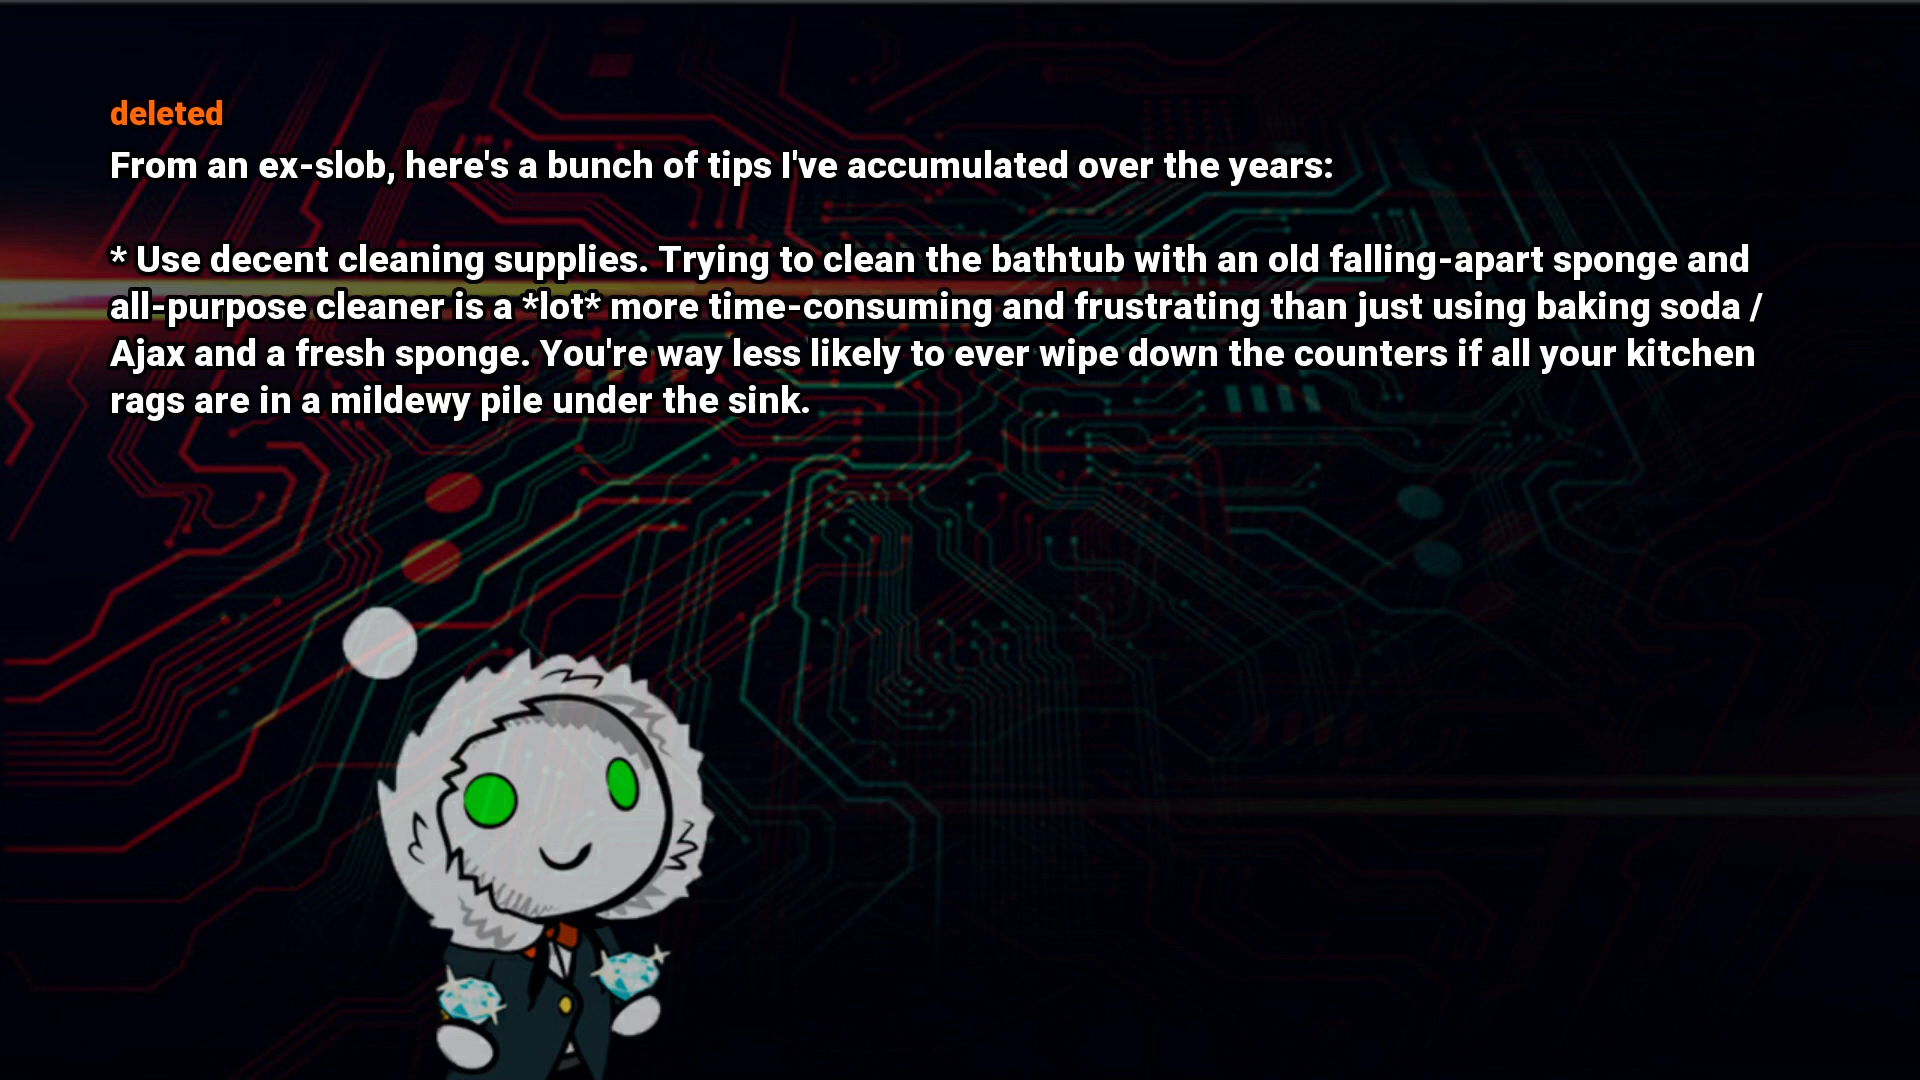 deleted
From an ex-slob, here's a bunch of tips I've accumulated over the years:
* Use decent cleaning supplies. Trying to clean the bathtub with an old falling-apart sponge and
all-purpose cleaner is a *lot* more time-consuming and frustrating than just using baking soda /
Ajax and a fresh sponge. You're way less likely to ever wipe down the counters if all your kitchen
rags are in a mildewy pile under the sink.